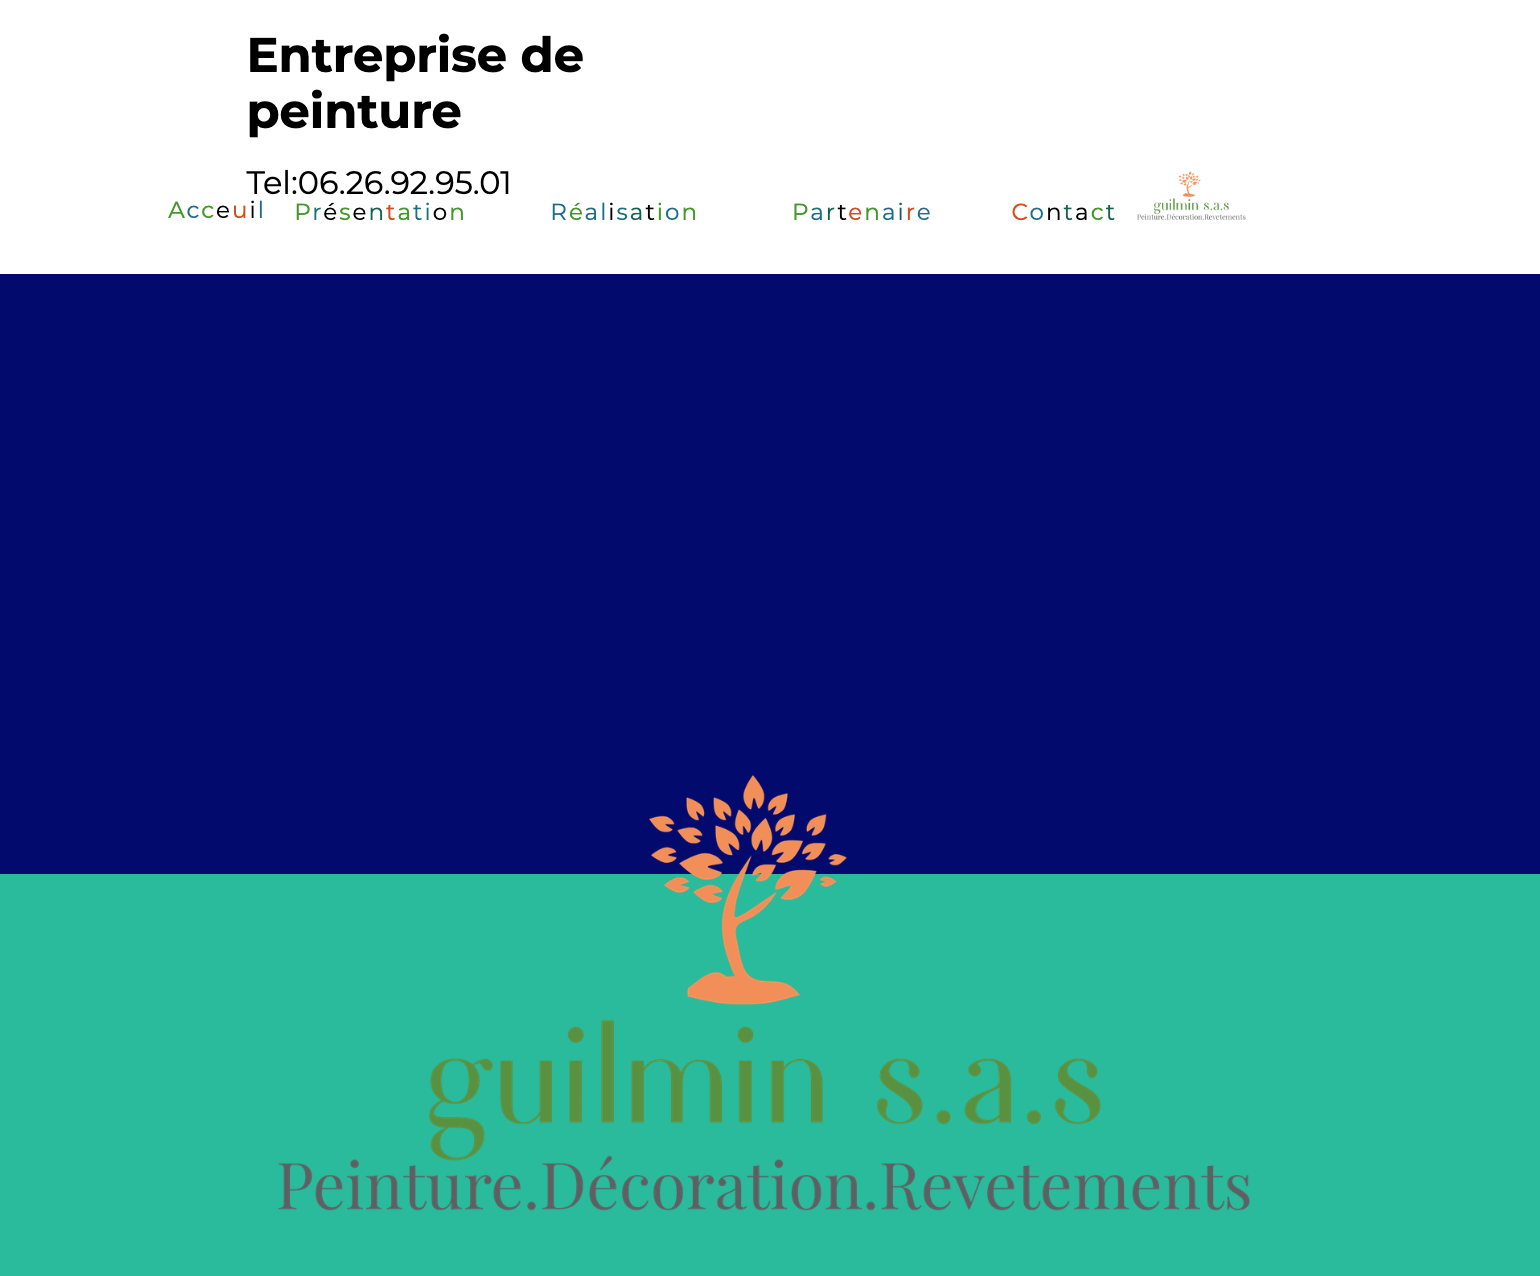 Entreprise de
peinture
Tel:06.26.92.95.01
Acceuil Présentation Réalisation Partenaire Contact
guilmin s.a.s
Peinture.Décoration.Revetements
guilmin s.a.s
Peinture.Décoration.Revetements